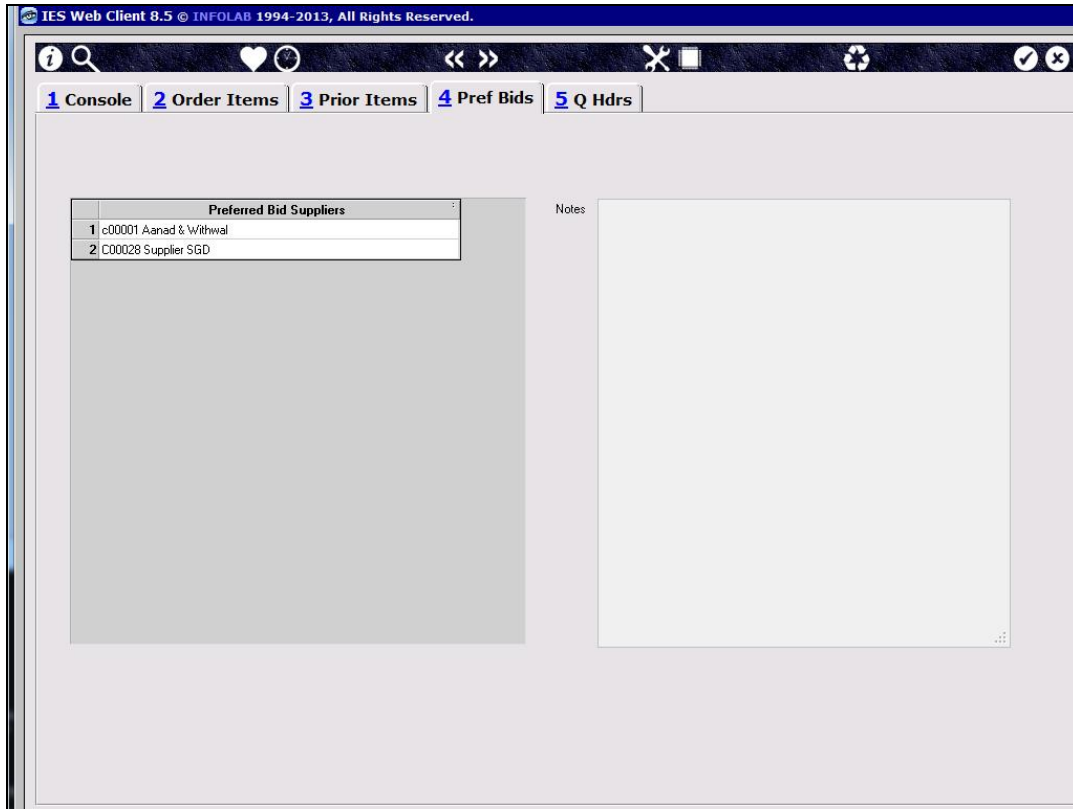 IES Web Client 8.5 © INFOLAB 1994-2013, All Rights Reserved.
1 Console 2 Order Items 3 Prior Items 4 Pref Bids 5 Q Hdrs
Preferred Bid Suppliers
1 c00001 Aanad & Withwal
2 C00028 Supplier SGD
Notes